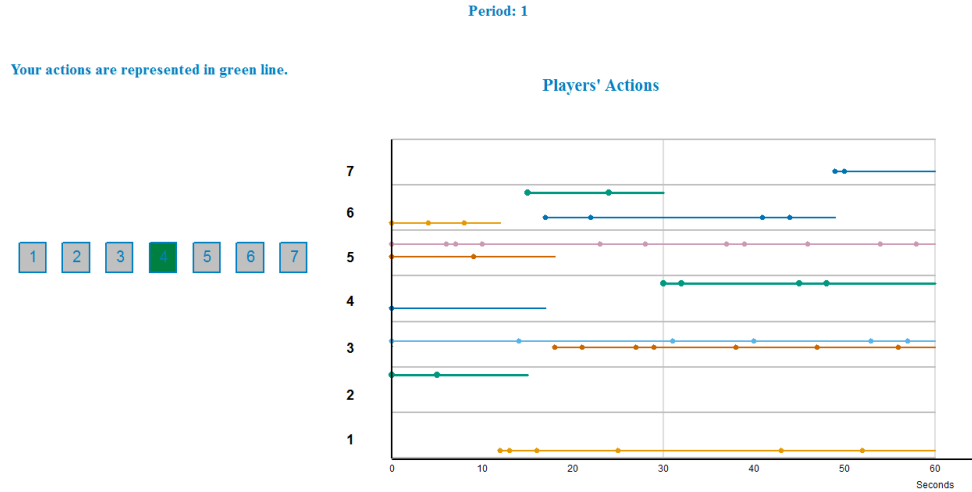 Period: 1
Your actions are represented in green line.
Players' Actions
1 2 3 4 5 6 7
7
6
5
4
3
2
1
0 10 20 30 40 50 60
Seconds